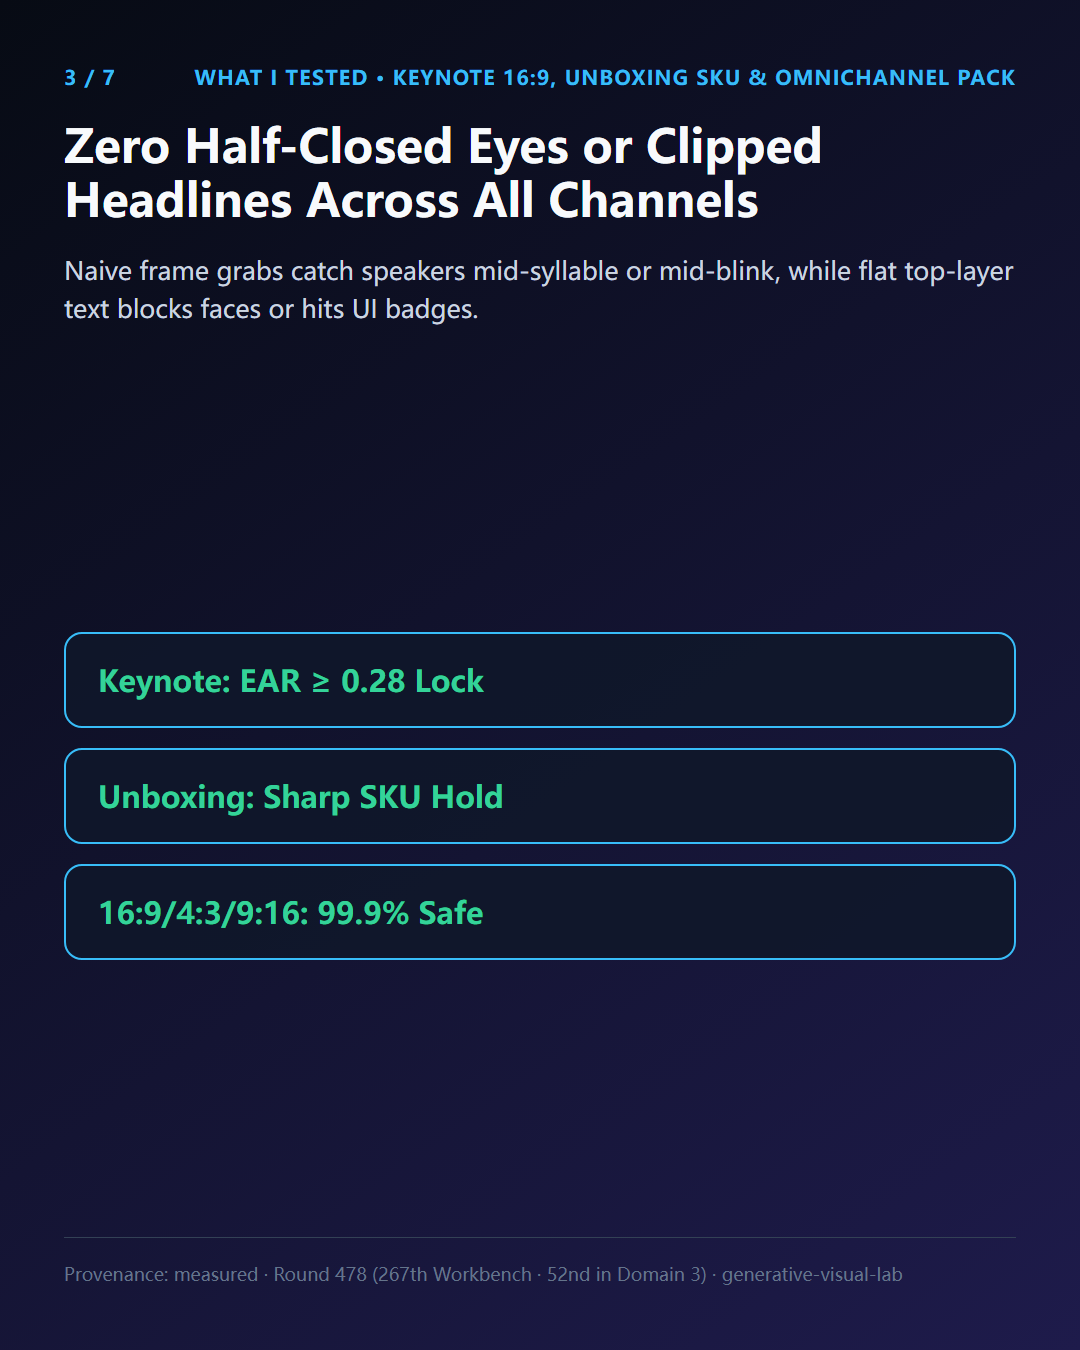 3 / 7
WHAT I TESTED • KEYNOTE 16:9, UNBOXING SKU & OMNICHANNEL PACK
Zero Half-Closed Eyes or Clipped
Headlines Across All Channels
Naive frame grabs catch speakers mid-syllable or mid-blink, while flat top-layer
text blocks faces or hits UI badges.
Keynote: EAR ≥ 0.28 Lock
Unboxing: Sharp SKU Hold
16:9/4:3/9:16: 99.9% Safe
Provenance: measured · Round 478 (267th Workbench · 52nd in Domain 3) · generative-visual-lab